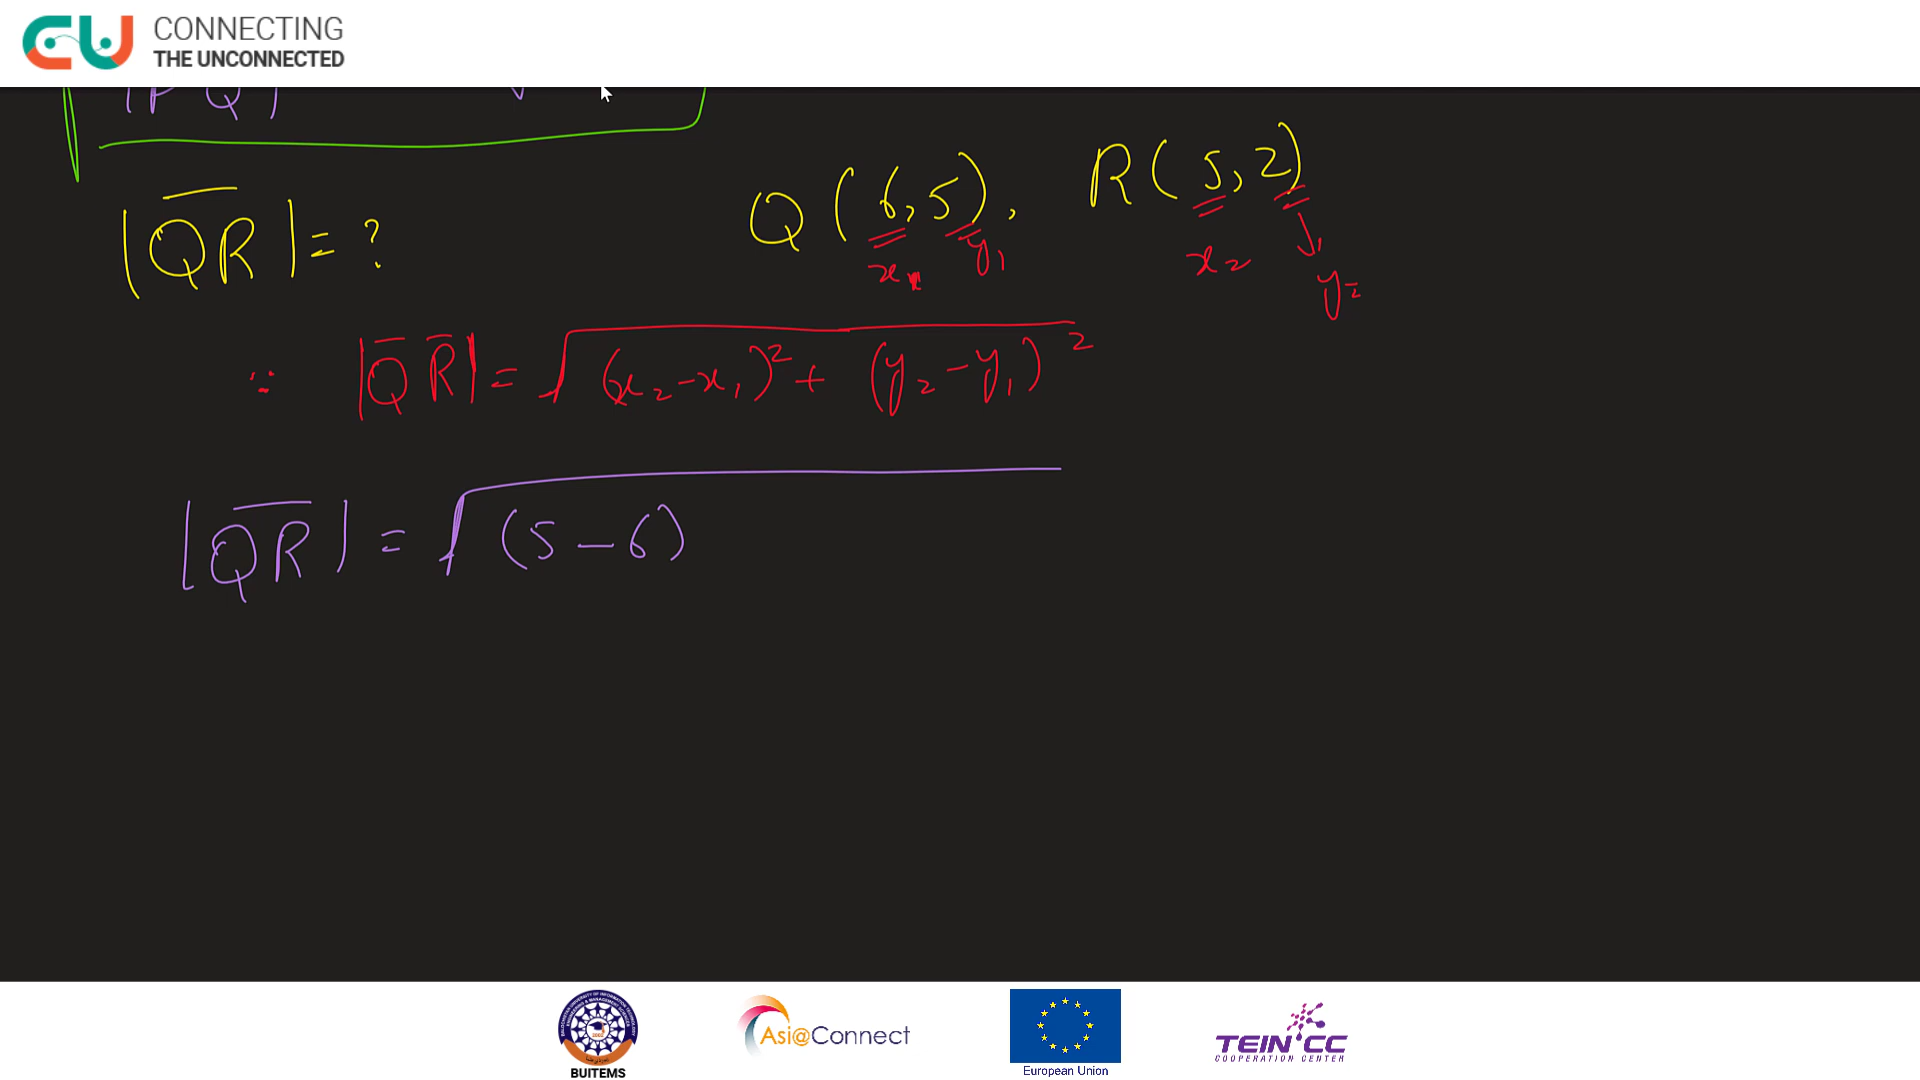 CONNECTING
THE UNCONNECTED
|PQ|
|QR| = ?
Q(6,5), R(5,2)
x₁ y₁ x₂ y₂
∵ |QR| = √(x₂-x₁)² + (y₂-y₁)²
|QR| = √(5-6)
BUITEMS
Asi@Connect
European Union
TEIN*CC
COOPERATION CENTER